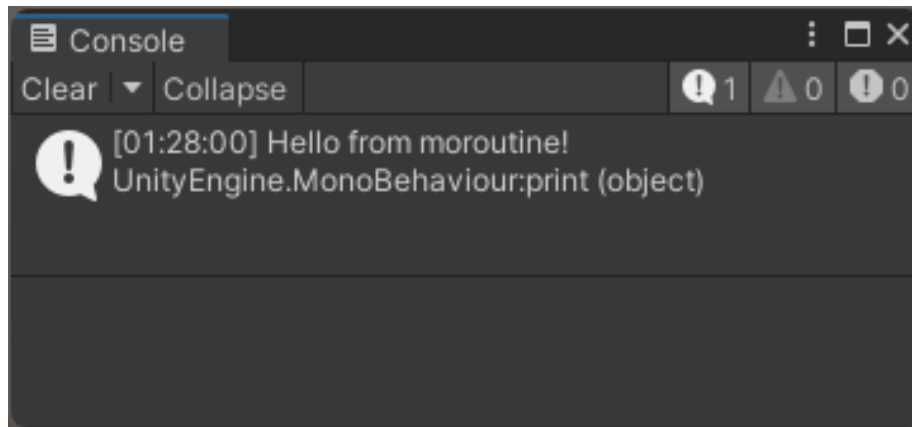 Console
Clear Collapse 1 0 0
[01:28:00] Hello from moroutine!
UnityEngine.MonoBehaviour:print (object)